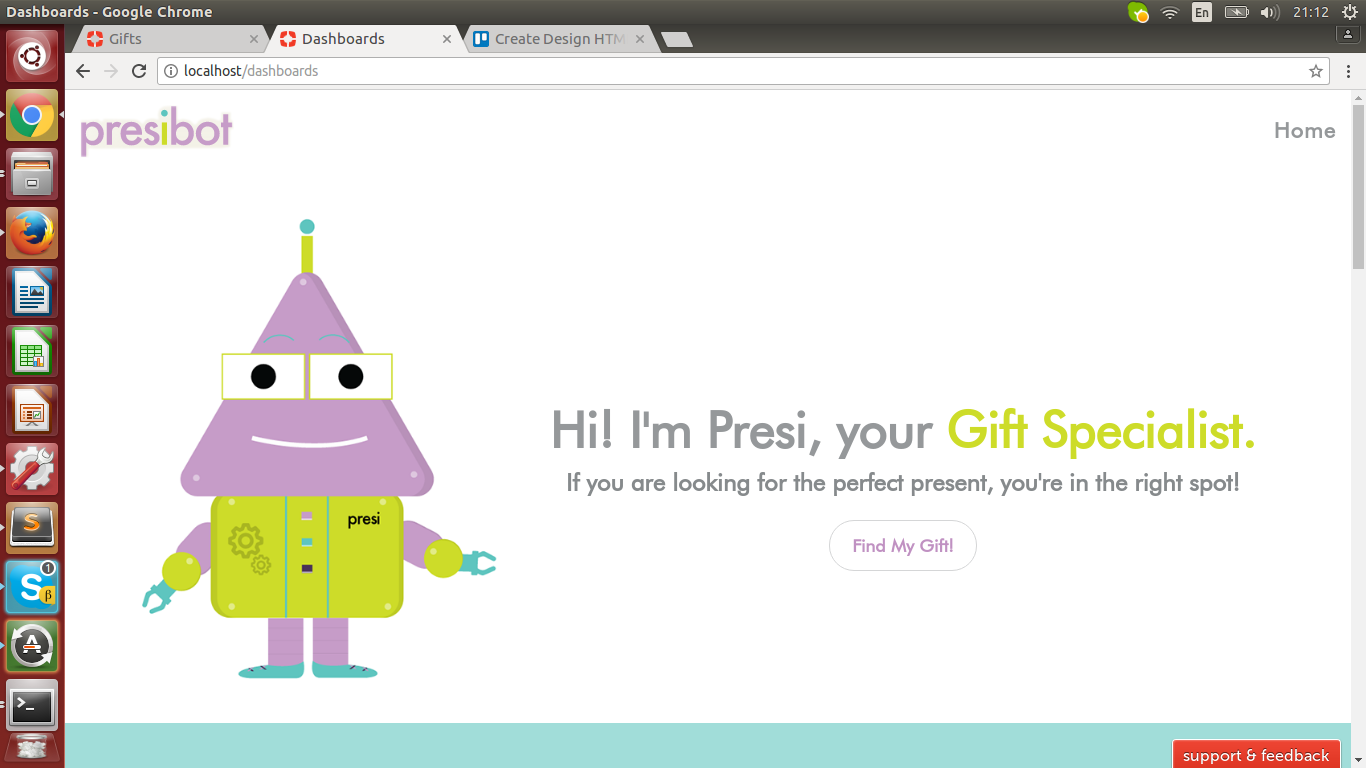 Dashboards - Google Chrome
En
21:12
Gifts
Dashboards
Create Design HTM
localhost/dashboards
presibot
Home
Hi! I'm Presi, your Gift Specialist.
If you are looking for the perfect present, you're in the right spot!
Find My Gift!
presi
S
S
1
β
A
>_
support & feedback